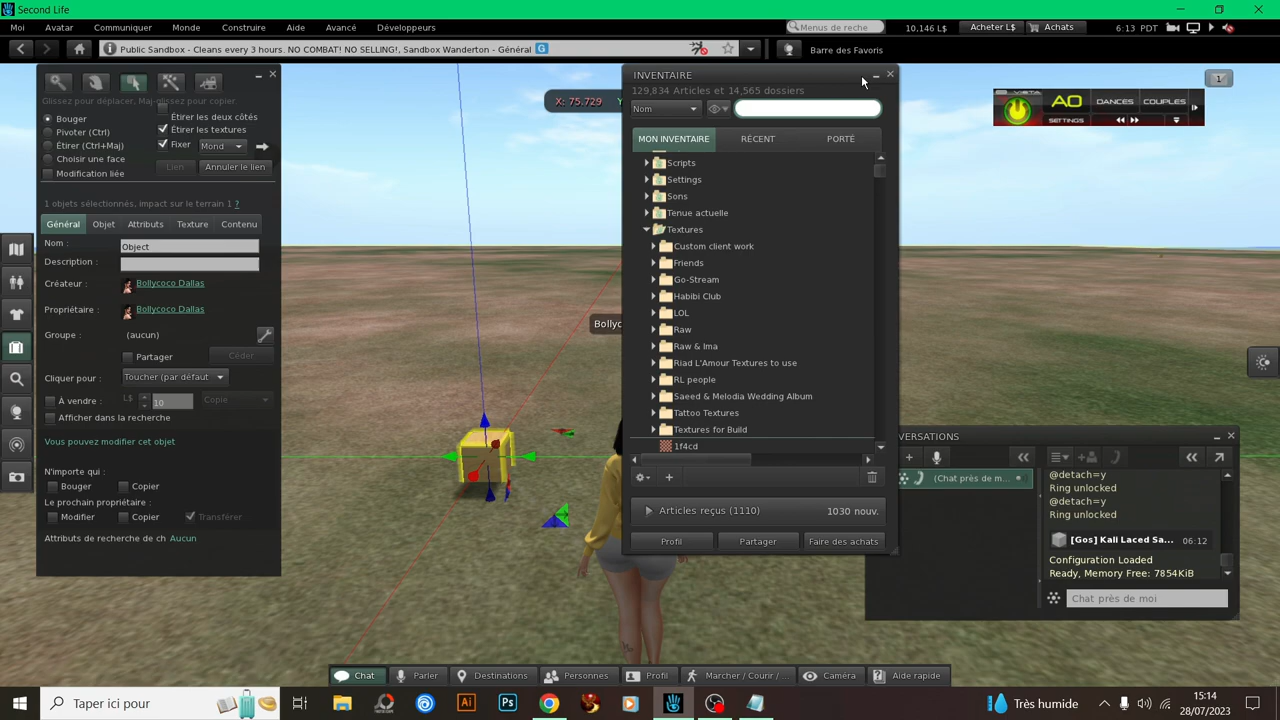 Second Life
Moi Avatar Communiquer Monde Construire Aide Avancé Développeurs
Menus de reche
10,146 L$ Acheter L$ Achats 6:13 PDT
Public Sandbox - Cleans every 3 hours. NO COMBAT! NO SELLING!, Sandbox Wanderton - Général
Barre des Favoris
Glissez pour déplacer, Maj-glissez pour copier
Bouger
Pivoter (Ctrl)
Étirer (Ctrl+Maj)
Choisir une face
Modification liée
Étirer les deux côtés
Étirer les textures
Fixer Mond
Lien Annuler le lien
1 objets sélectionnés, impact sur le terrain 1 ?
Général Objet Attributs Texture Contenu
Nom : Object
Description :
Créateur : Bollycoco Dallas
Propriétaire : Bollycoco Dallas
Groupe : (aucun)
Partager Céder
Cliquer pour : Toucher (par défaut
À vendre : L$ 10 Copie
Afficher dans la recherche
Vous pouvez modifier cet objet
N'importe qui :
Bouger Copier
Le prochain propriétaire :
Modifier Copier Transférer
Attributs de recherche de ch Aucun
X: 75.729 Y
Bollyc
INVENTAIRE
129,834 Articles et 14,565 dossiers
Nom
MON INVENTAIRE RÉCENT PORTÉ
Scripts
Settings
Sons
Tenue actuelle
Textures
Custom client work
Friends
Go-Stream
Habibi Club
LOL
Raw
Raw & Ima
Riad L'Amour Textures to use
RL people
Saeed & Melodia Wedding Album
Tattoo Textures
Textures for Build
1f4cd
Articles reçus (1110) 1030 nouv.
Profil Partager Faire des achats
1
VISTA AO DANCES COUPLES
SETTINGS
VERSATIONS
(Chat près de m...
@detach=y
Ring unlocked
@detach=y
Ring unlocked
[Gos] Kali Laced Sa... 06:12
Configuration Loaded
Ready, Memory Free: 7854KiB
Chat près de moi
Chat Parler Destinations Personnes Profil Marcher / Courir / ... Caméra Aide rapide
Taper ici pour
Ai Ps
Très humide
15:14
28/07/2023